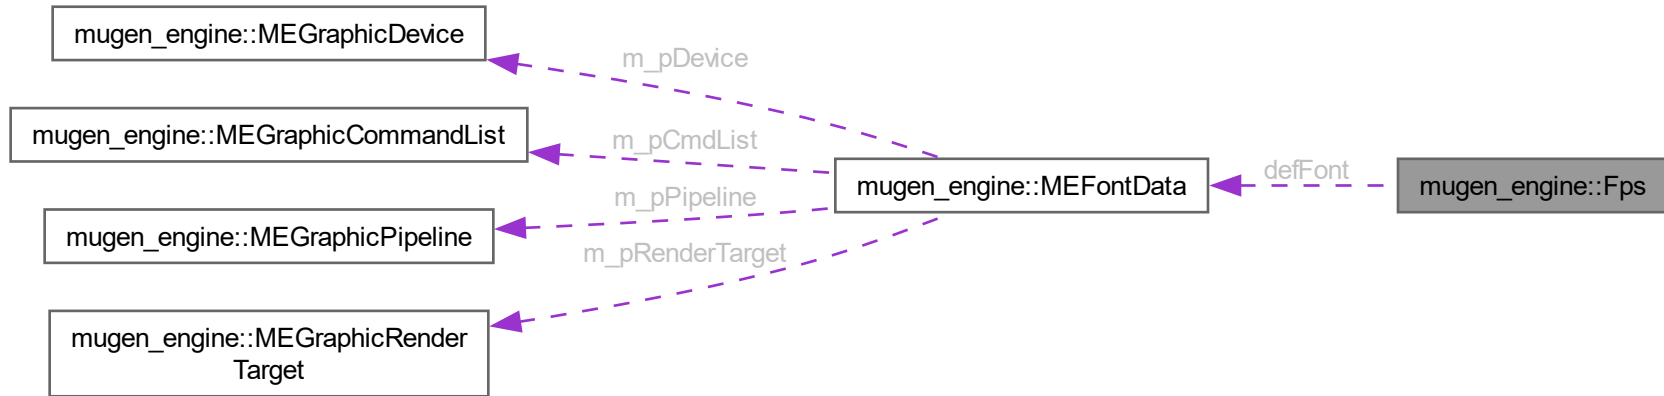 mugen_engine::MEGraphicDevice
m_pDevice
mugen_engine::MEGraphicCommandList
m_pCmdList
mugen_engine::MEGraphicPipeline
m_pPipeline
mugen_engine::MEGraphicRender
Target
m_pRenderTarget
mugen_engine::MEFontData
defFont
mugen_engine::Fps